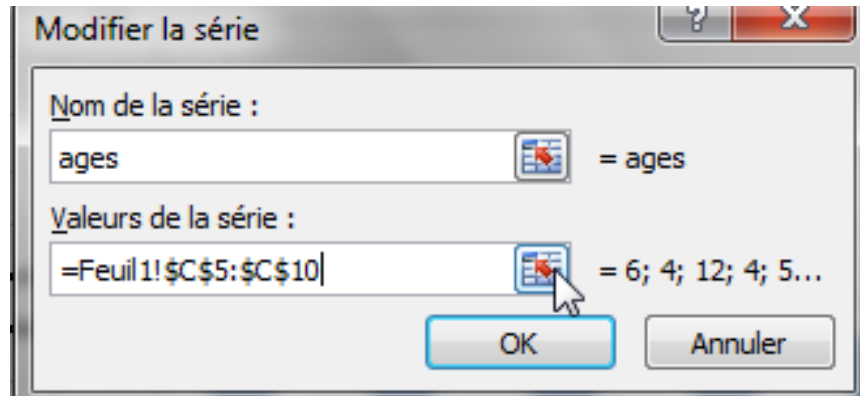 Modifier la série
Nom de la série :
ages = ages
Valeurs de la série :
=Feuil1!$C$5:$C$10 = 6; 4; 12; 4; 5...
OK Annuler